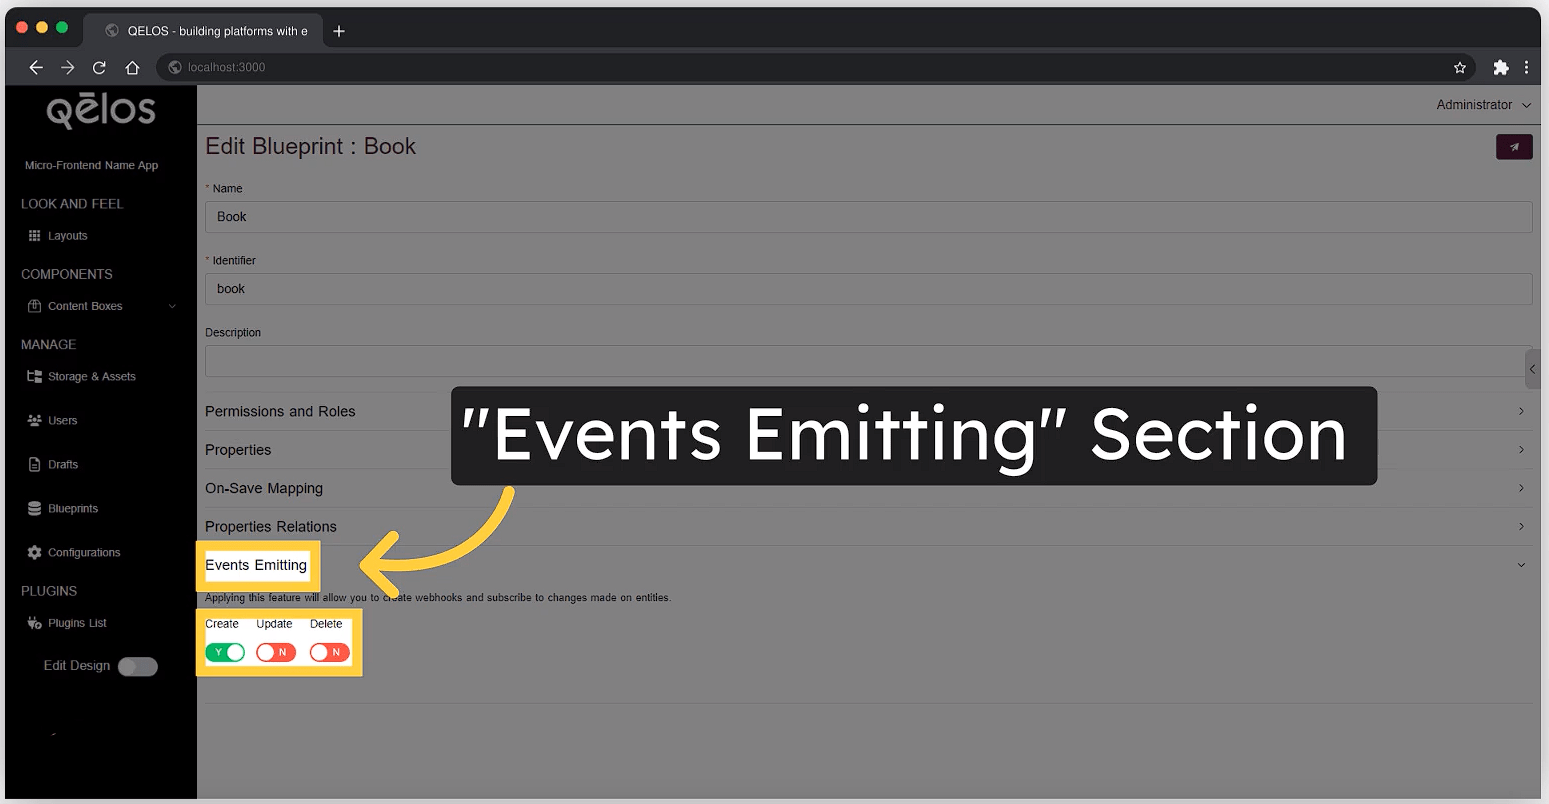 QELOS - building platforms with e
localhost:3000
qēlos
Administrator
Edit Blueprint : Book
Micro-Frontend Name App
* Name
LOOK AND FEEL
Book
Layouts
* Identifier
COMPONENTS
book
Content Boxes
Description
MANAGE
Storage & Assets
Permissions and Roles
"Events Emitting" Section
Users
Properties
Drafts
On-Save Mapping
Blueprints
Properties Relations
Configurations
Events Emitting
PLUGINS
Applying this feature will allow you to create webhooks and subscribe to changes made on entities.
Plugins List
Create Update Delete
Y N N
Edit Design